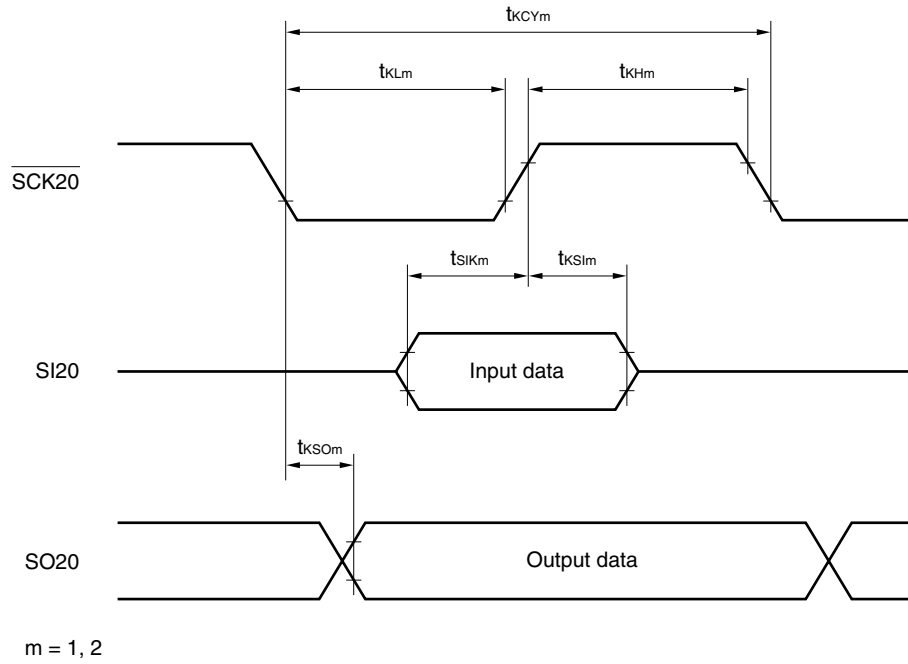 tKCYm
tKLm
tKHm
SCK20
tSIKm
tKSIm
SI20
Input data
tKSOm
SO20
Output data
m = 1, 2